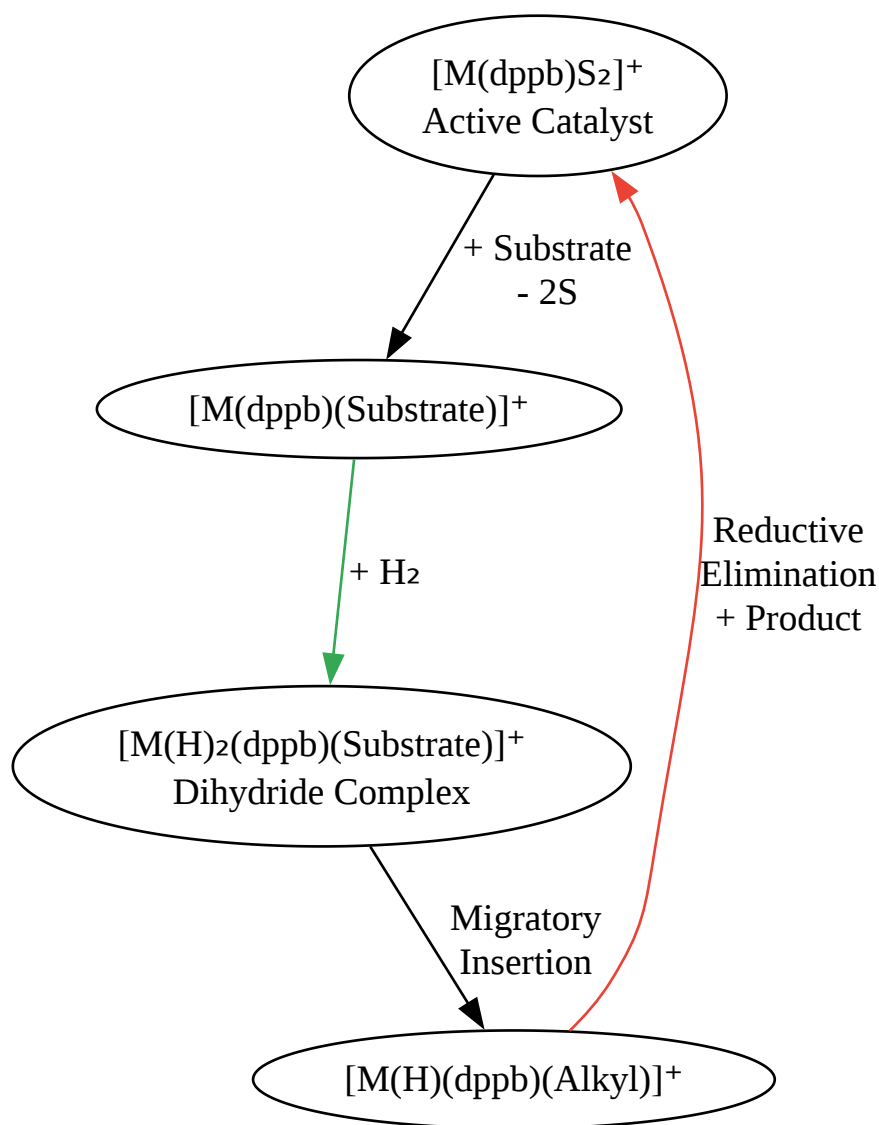 [M(dppb)S₂]⁺
Active Catalyst
+ Substrate
- 2S
[M(dppb)(Substrate)]⁺
+ H₂
Reductive
Elimination
+ Product
[M(H)₂(dppb)(Substrate)]⁺
Dihydride Complex
Migratory
Insertion
[M(H)(dppb)(Alkyl)]⁺